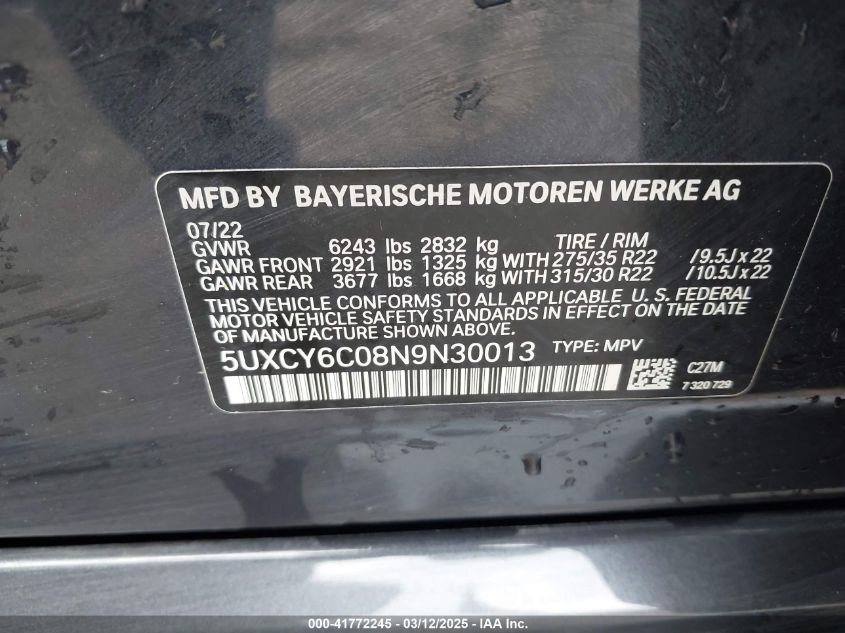 MFD BY BAYERISCHE MOTOREN WERKE AG
07/22
GVWR 6243 lbs 2832 kg TIRE / RIM
GAWR FRONT 2921 lbs 1325 kg WITH 275/35 R22 /9.5J x 22
GAWR REAR 3677 lbs 1668 kg WITH 315/30 R22 /10.5J x 22
THIS VEHICLE CONFORMS TO ALL APPLICABLE U. S. FEDERAL
MOTOR VEHICLE SAFETY STANDARDS IN EFFECT ON THE DATE
OF MANUFACTURE SHOWN ABOVE.
5UXCY6C08N9N30013 TYPE: MPV
C27M
7 320 729
000-41772245 - 03/12/2025 - IAA Inc.